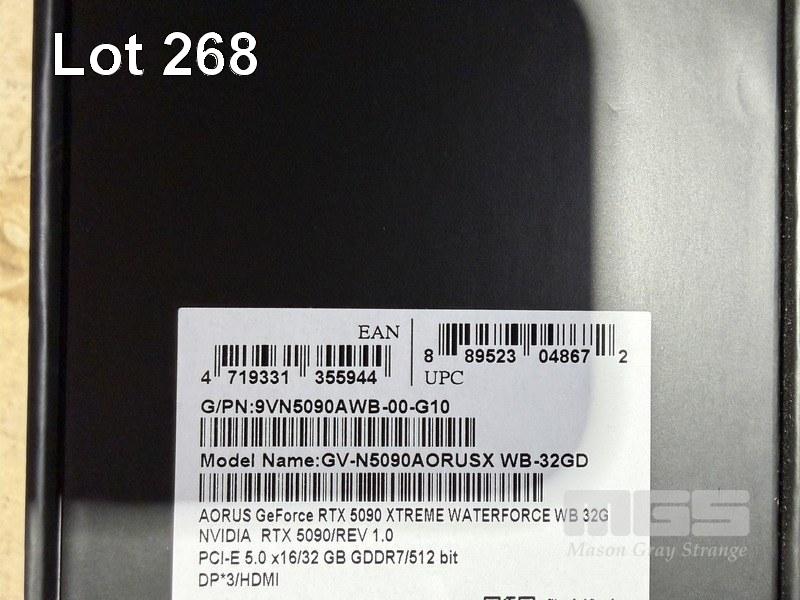 Lot 268
EAN
4 719331 355944
8 89523 04867 2
UPC
G/PN:9VN5090AWB-00-G10
Model Name:GV-N5090AORUSX WB-32GD
AORUS GeForce RTX 5090 XTREME WATERFORCE WB 32G
NVIDIA RTX 5090/REV 1.0
PCI-E 5.0 x16/32 GB GDDR7/512 bit
DP*3/HDMI
MGS
Mason Gray Strange